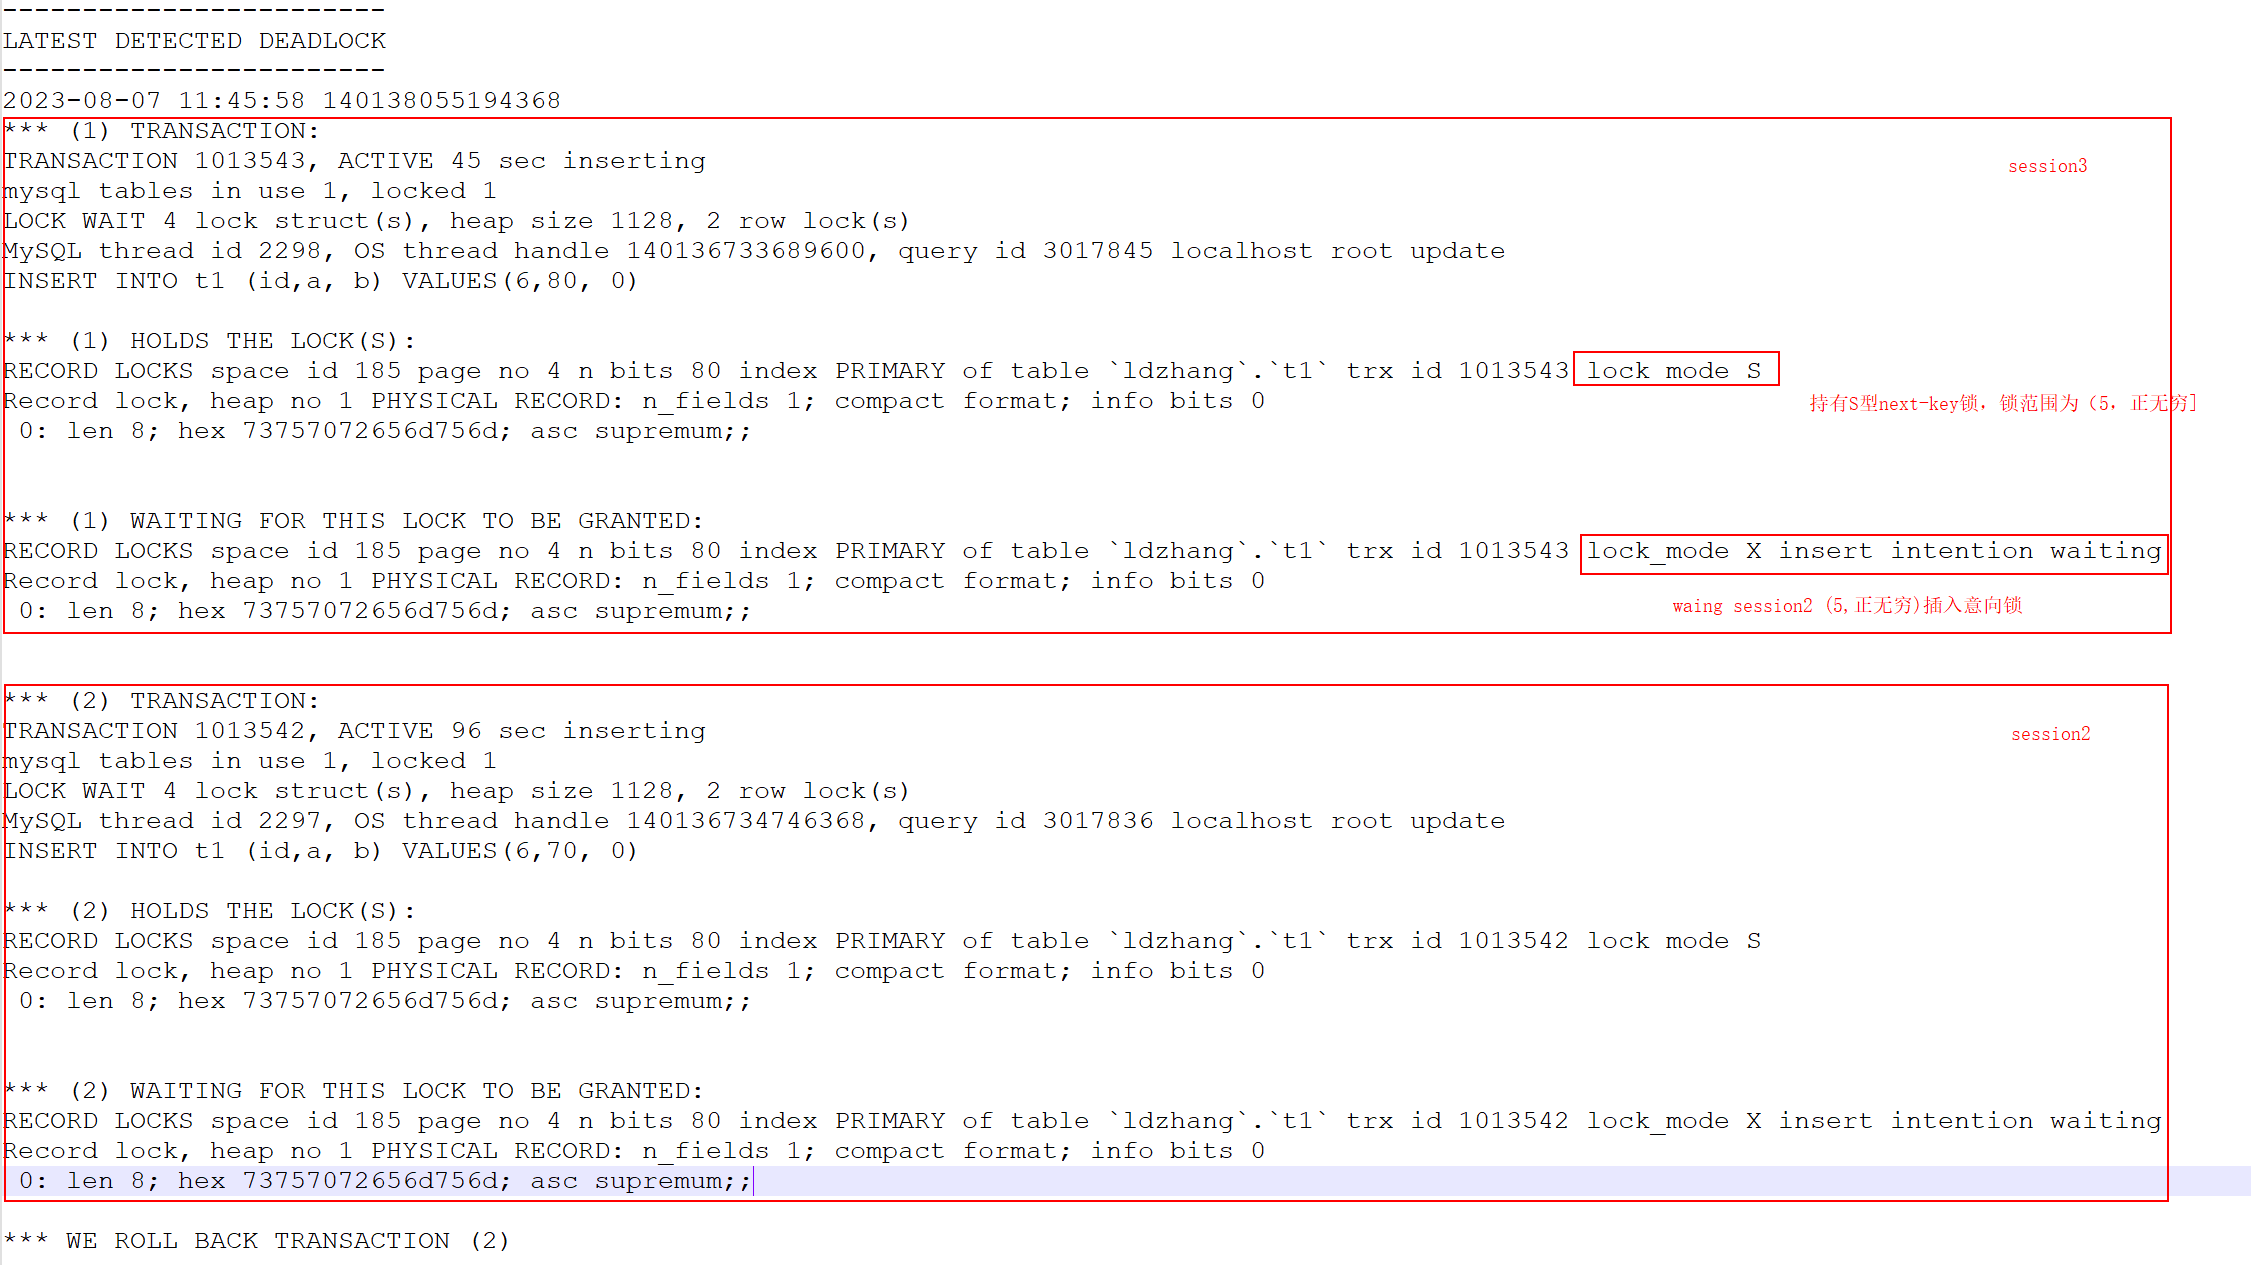 ------------------------
LATEST DETECTED DEADLOCK
------------------------
2023-08-07 11:45:58 140138055194368
*** (1) TRANSACTION:
TRANSACTION 1013543, ACTIVE 45 sec inserting
session3
mysql tables in use 1, locked 1
LOCK WAIT 4 lock struct(s), heap size 1128, 2 row lock(s)
MySQL thread id 2298, OS thread handle 140136733689600, query id 3017845 localhost root update
INSERT INTO t1 (id,a, b) VALUES(6,80, 0)
*** (1) HOLDS THE LOCK(S):
RECORD LOCKS space id 185 page no 4 n bits 80 index PRIMARY of table `ldzhang`.`t1` trx id 1013543 lock mode S
Record lock, heap no 1 PHYSICAL RECORD: n_fields 1; compact format; info bits 0
持有S型next-key锁，锁范围为（5，正无穷]
0: len 8; hex 73757072656d756d; asc supremum;;
*** (1) WAITING FOR THIS LOCK TO BE GRANTED:
RECORD LOCKS space id 185 page no 4 n bits 80 index PRIMARY of table `ldzhang`.`t1` trx id 1013543 lock_mode X insert intention waiting
Record lock, heap no 1 PHYSICAL RECORD: n_fields 1; compact format; info bits 0
0: len 8; hex 73757072656d756d; asc supremum;;
waing session2 (5,正无穷)插入意向锁
*** (2) TRANSACTION:
TRANSACTION 1013542, ACTIVE 96 sec inserting
session2
mysql tables in use 1, locked 1
LOCK WAIT 4 lock struct(s), heap size 1128, 2 row lock(s)
MySQL thread id 2297, OS thread handle 140136734746368, query id 3017836 localhost root update
INSERT INTO t1 (id,a, b) VALUES(6,70, 0)
*** (2) HOLDS THE LOCK(S):
RECORD LOCKS space id 185 page no 4 n bits 80 index PRIMARY of table `ldzhang`.`t1` trx id 1013542 lock mode S
Record lock, heap no 1 PHYSICAL RECORD: n_fields 1; compact format; info bits 0
0: len 8; hex 73757072656d756d; asc supremum;;
*** (2) WAITING FOR THIS LOCK TO BE GRANTED:
RECORD LOCKS space id 185 page no 4 n bits 80 index PRIMARY of table `ldzhang`.`t1` trx id 1013542 lock_mode X insert intention waiting
Record lock, heap no 1 PHYSICAL RECORD: n_fields 1; compact format; info bits 0
0: len 8; hex 73757072656d756d; asc supremum;;
*** WE ROLL BACK TRANSACTION (2)